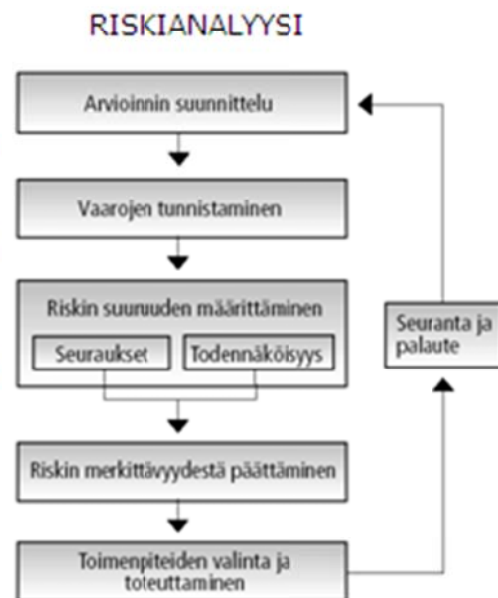 RISKIANALYYSI
Arvioinnin suunnittelu
Vaarojen tunnistaminen
Riskin suuruuden määrittäminen
Seuraukset
Todennäköisyys
Seuranta ja
palaute
Riskin merkittävyydestä päättäminen
Toimenpiteiden valinta ja
toteuttaminen